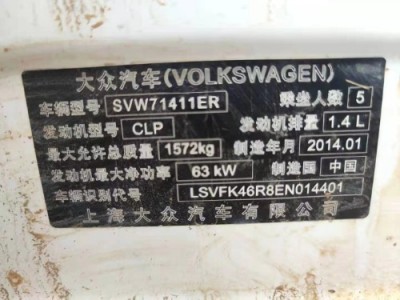 大众汽车(VOLKSWAGEN)
车辆型号 SVW71411ER 乘坐人数 5
发动机型号 CLP 发动机排量 1.4 L
最大允许总质量 1572kg 制造年月 2014.01
发动机最大净功率 63 kW 制造国 中国
车辆识别代号 LSVFK46R8EN014401
上海大众汽车有限公司